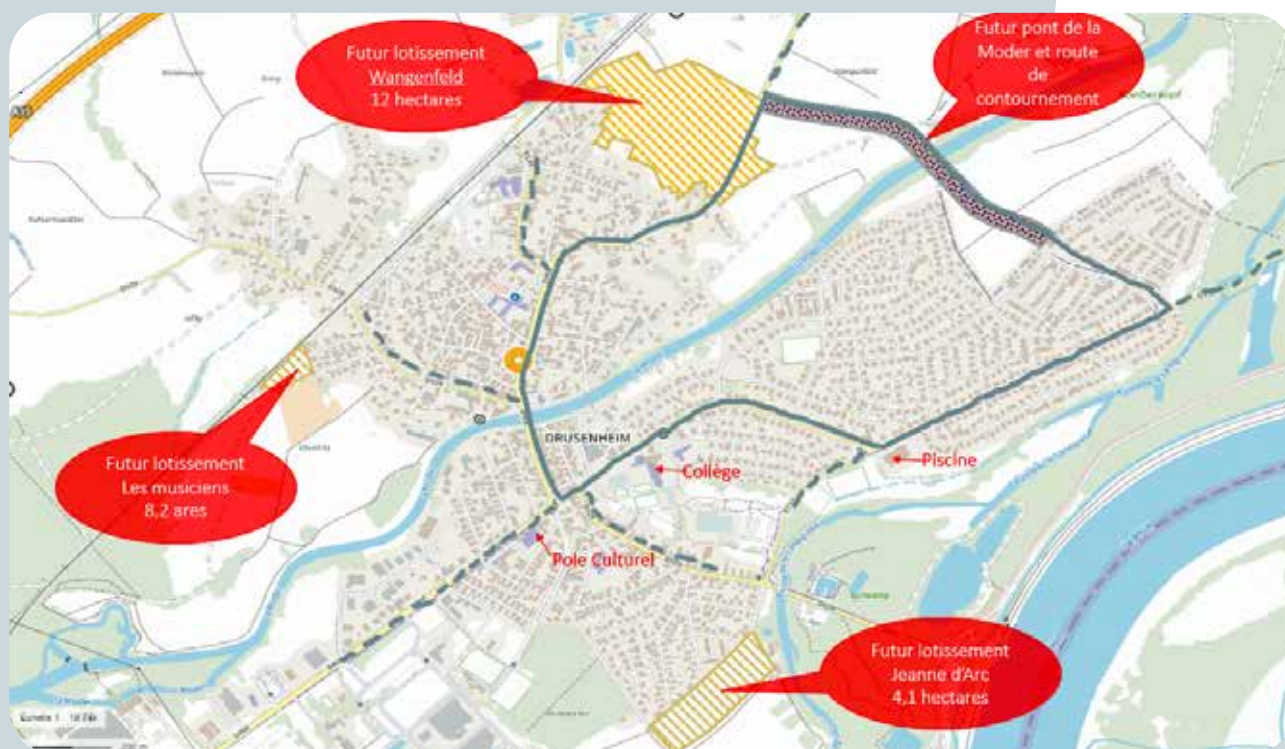 Futur lotissement
Wangenfeld
12 hectares
Futur pont de la
Moder et route
de
contournement
DRUSENHEIM
Collège
Piscine
Pole Culturel
Futur lotissement
Les musiciens
8,2 ares
Futur lotissement
Jeanne d'Arc
4,1 hectares